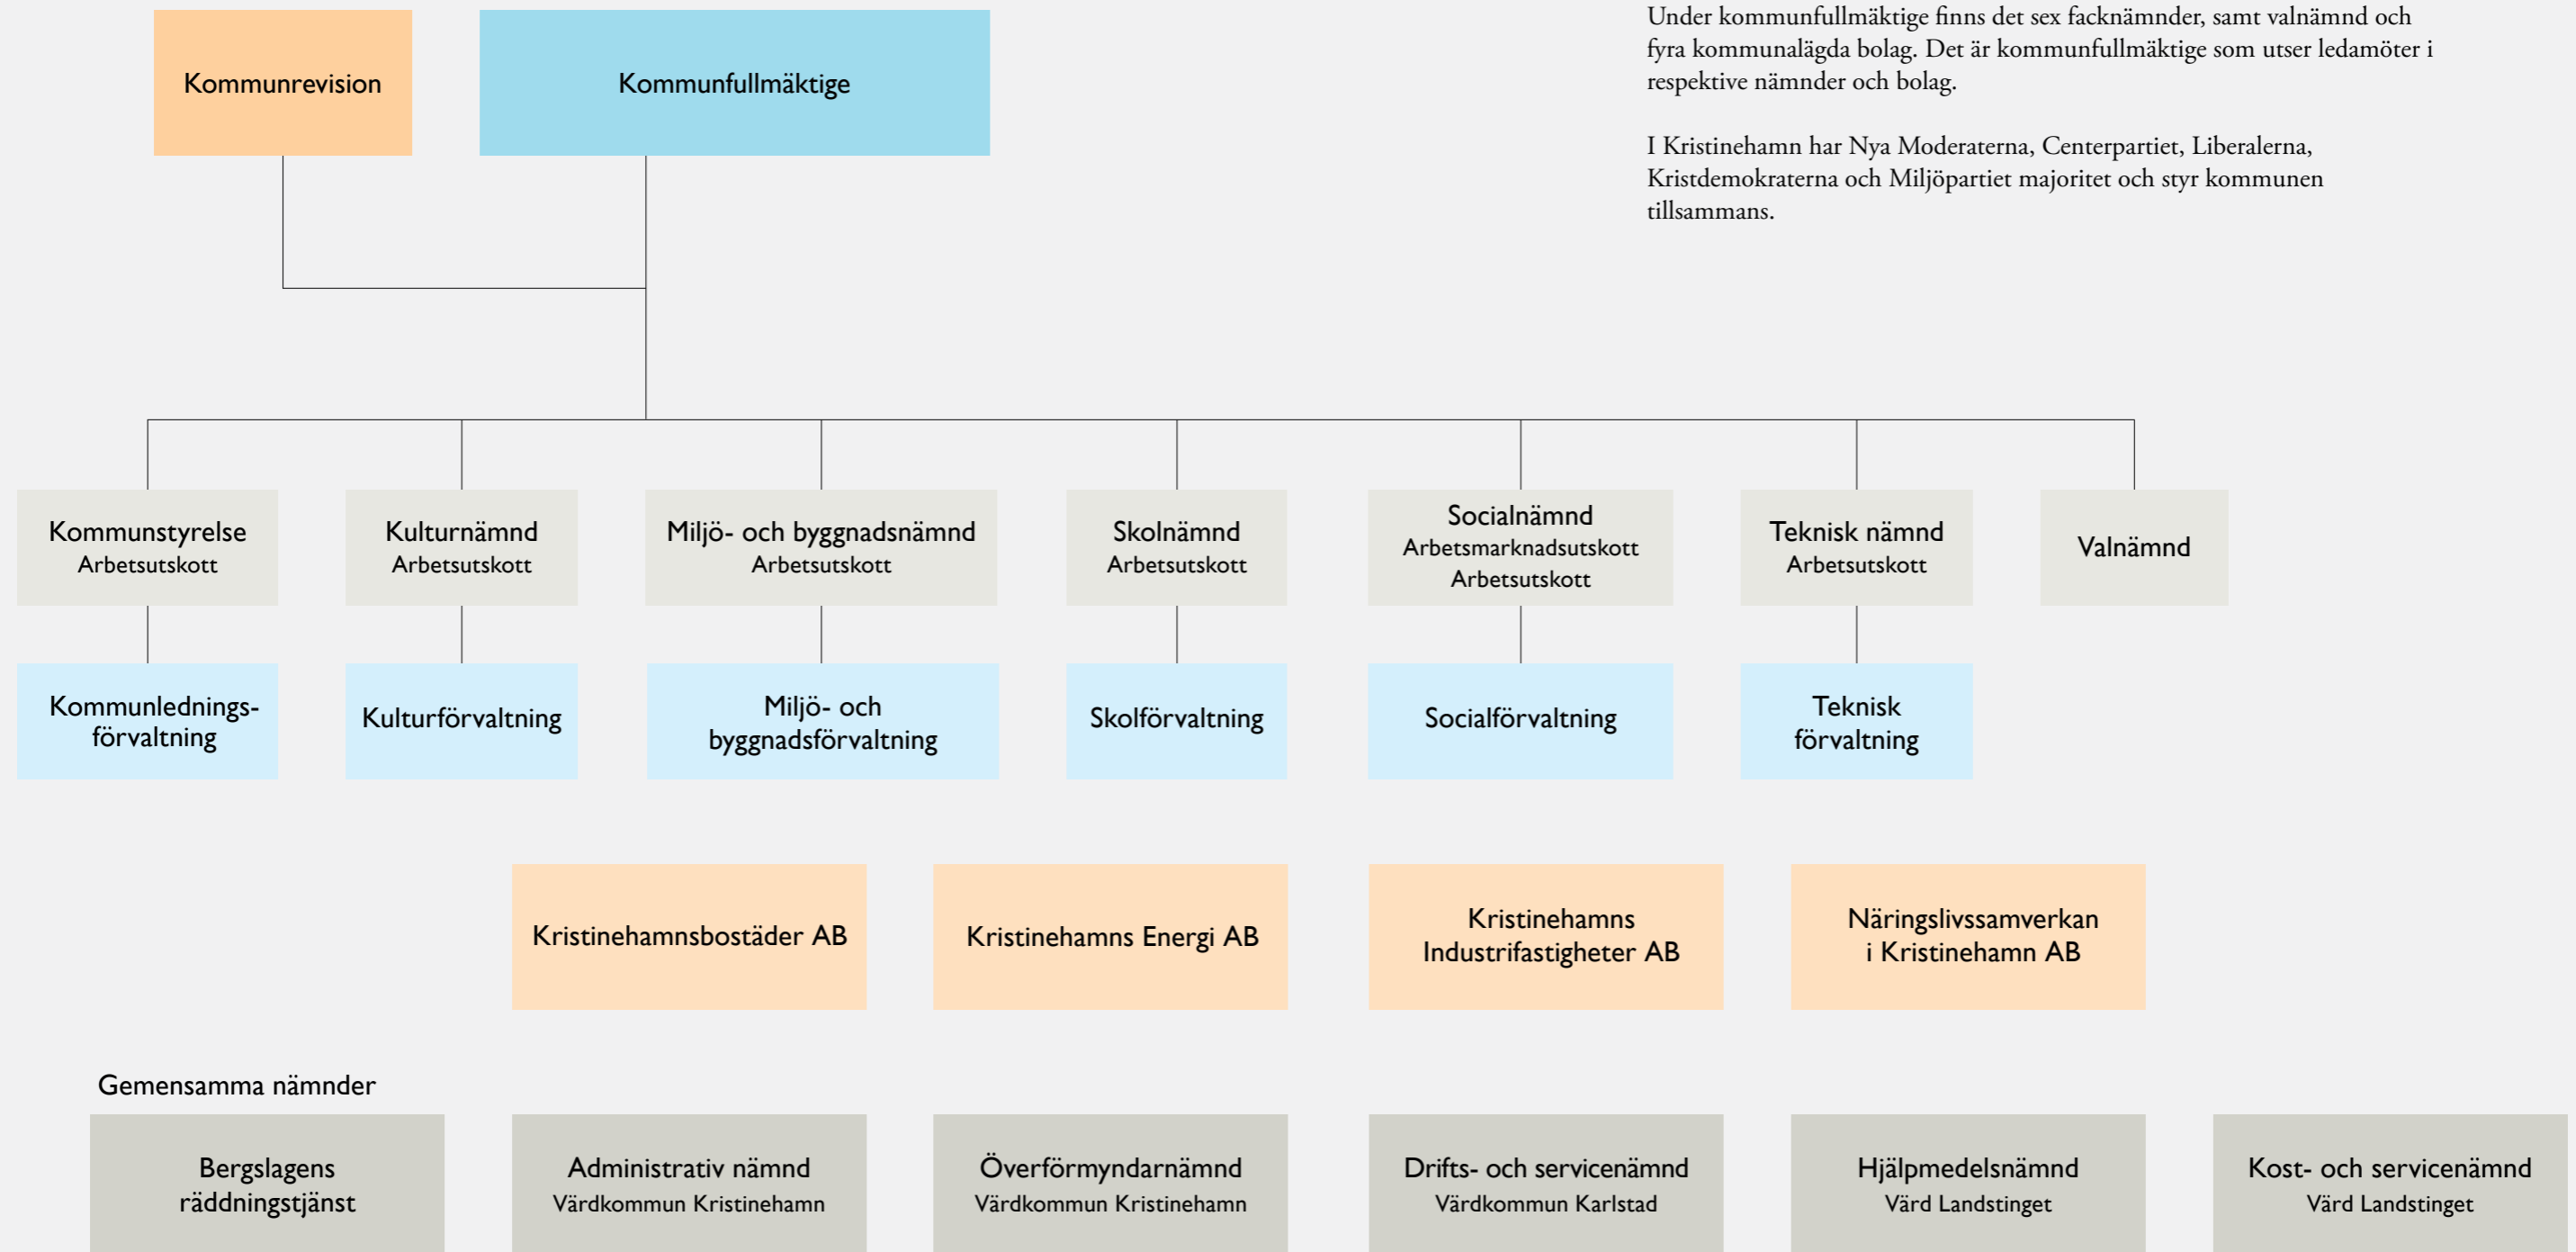 Kommunrevision
Kommunfullmäktige
Under kommunfullmäktige finns det sex facknämnder, samt valnämnd och
fyra kommunalägda bolag. Det är kommunfullmäktige som utser ledamöter i
respektive nämnder och bolag.
I Kristinehamn har Nya Moderaterna, Centerpartiet, Liberalerna,
Kristdemokraterna och Miljöpartiet majoritet och styr kommunen
tillsammans.
Kommunstyrelse
Arbetsutskott
Kulturnämnd
Arbetsutskott
Miljö- och byggnadsnämnd
Arbetsutskott
Skolnämnd
Arbetsutskott
Socialnämnd
Arbetsmarknadsutskott
Arbetsutskott
Teknisk nämnd
Arbetsutskott
Valnämnd
Kommunlednings-
förvaltning
Kulturförvaltning
Miljö- och
byggnadsförvaltning
Skolförvaltning
Socialförvaltning
Teknisk
förvaltning
Kristinehamnsbostäder AB
Kristinehamns Energi AB
Kristinehamns
Industrifastigheter AB
Näringslivssamverkan
i Kristinehamn AB
Gemensamma nämnder
Bergslagens
räddningstjänst
Administrativ nämnd
Värdkommun Kristinehamn
Överförmyndarnämnd
Värdkommun Kristinehamn
Drifts- och servicenämnd
Värdkommun Karlstad
Hjälpmedelsnämnd
Värd Landstinget
Kost- och servicenämnd
Värd Landstinget